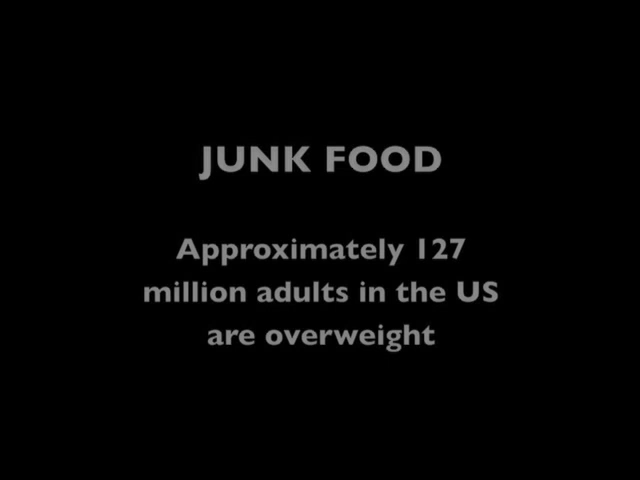 JUNK FOOD
Approximately 127
million adults in the US
are overweight